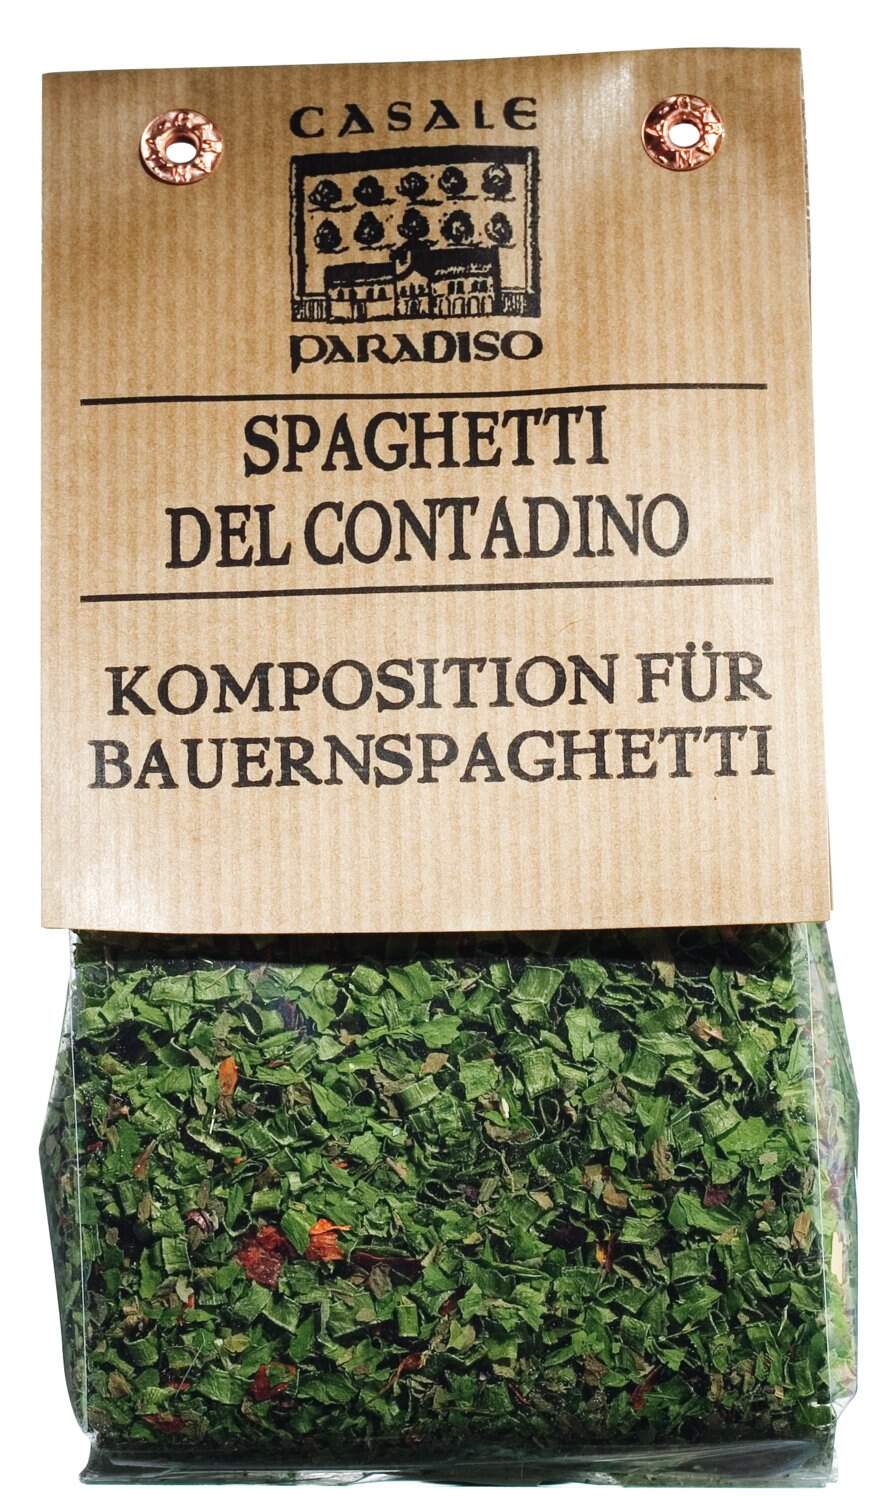 CASALE
PARADISO
SPAGHETTI
DEL CONTADINO
KOMPOSITION FÜR
BAUERNSPAGHETTI